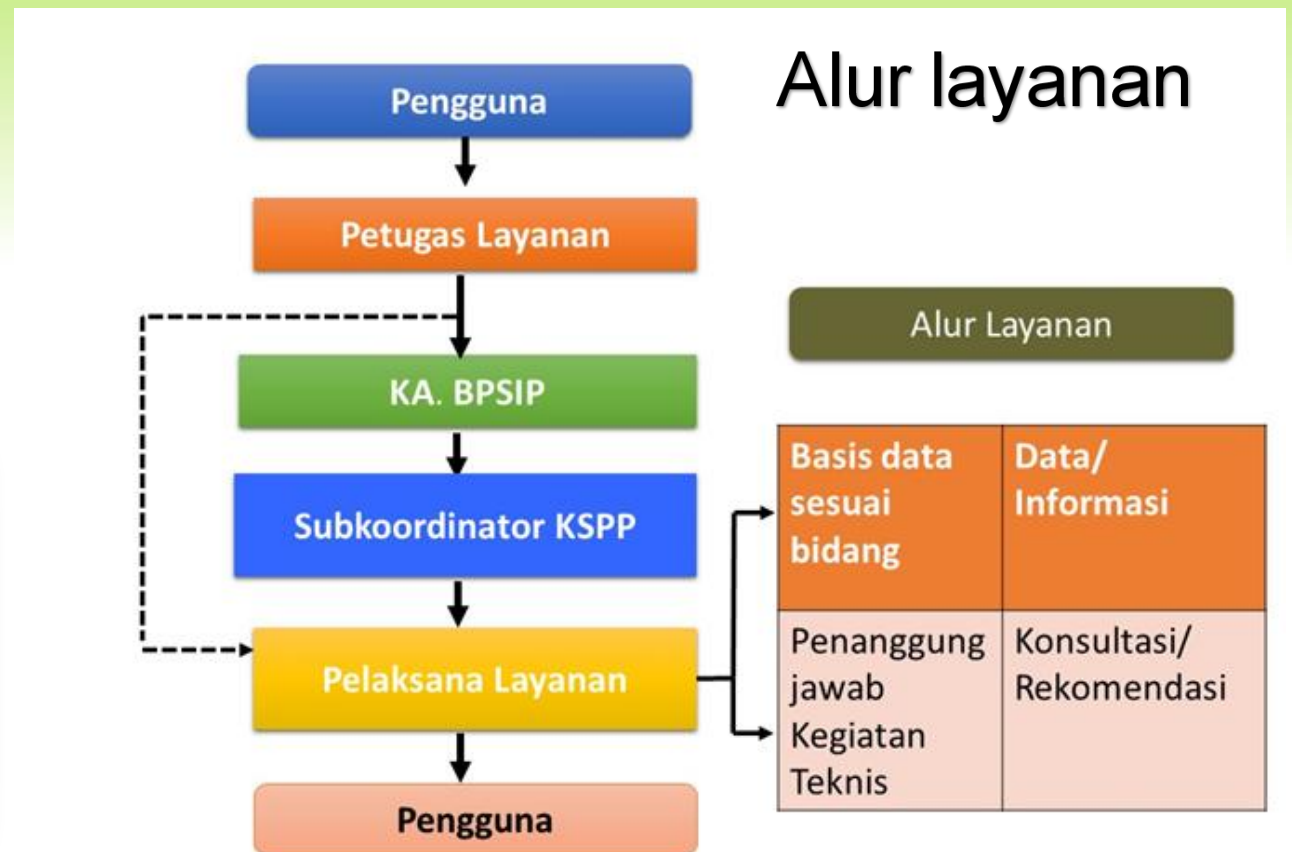 Alur layanan
Pengguna
Petugas Layanan
KA. BPSIP
Subkoordinator KSPP
Pelaksana Layanan
Pengguna
Alur Layanan
Basis data
sesuai
bidang
Data/
Informasi
Penanggung
jawab
Kegiatan
Teknis
Konsultasi/
Rekomendasi